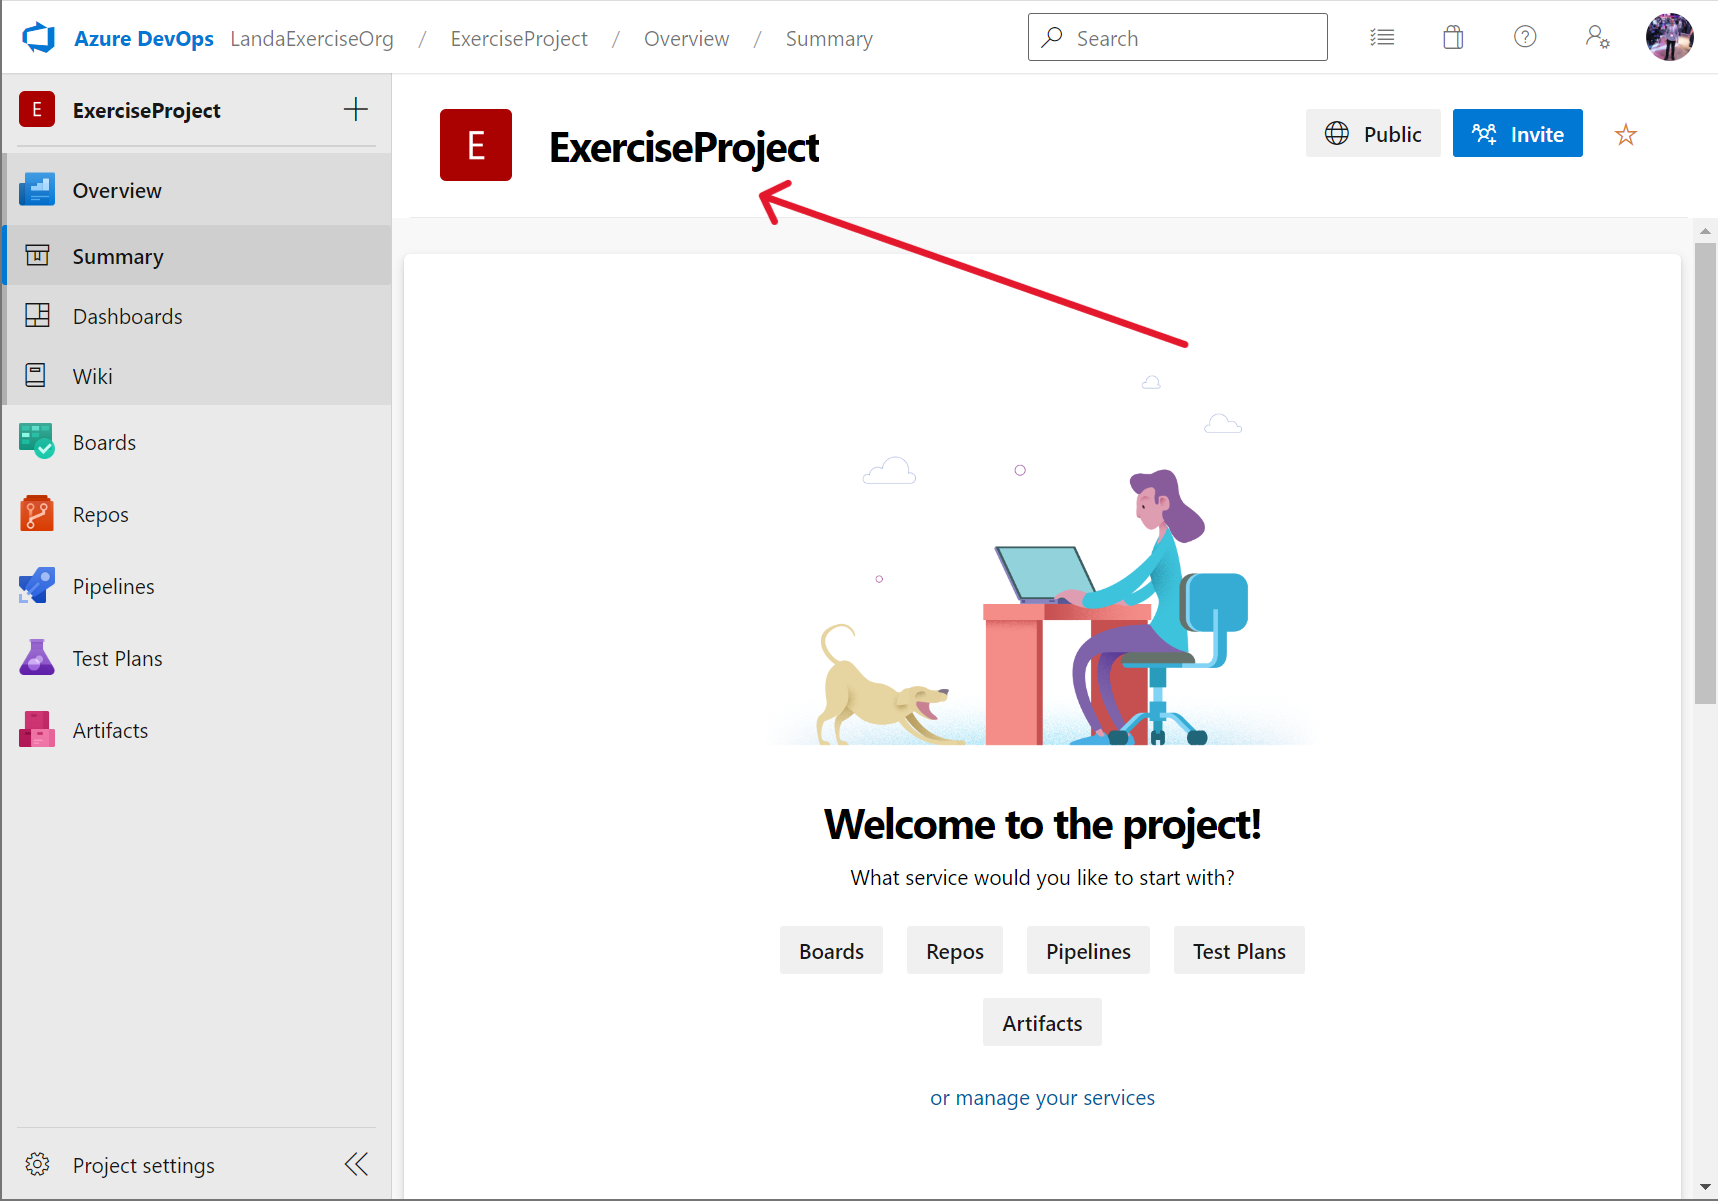 Azure DevOps LandaExerciseOrg / ExerciseProject / Overview / Summary Search
E ExerciseProject
E ExerciseProject Public Invite
Overview
Summary
Dashboards
Wiki
Boards
Repos
Pipelines
Test Plans
Artifacts
Welcome to the project!
What service would you like to start with?
Boards Repos Pipelines Test Plans
Artifacts
or manage your services
Project settings